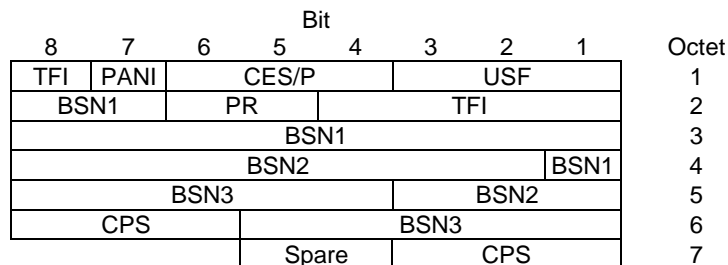 Bit
8 7 6 5 4 3 2 1 Octet
TFI PANI CES/P USF 1
BSN1 PR TFI 2
BSN1 3
BSN2 BSN1 4
BSN3 BSN2 5
CPS BSN3 6
Spare CPS 7